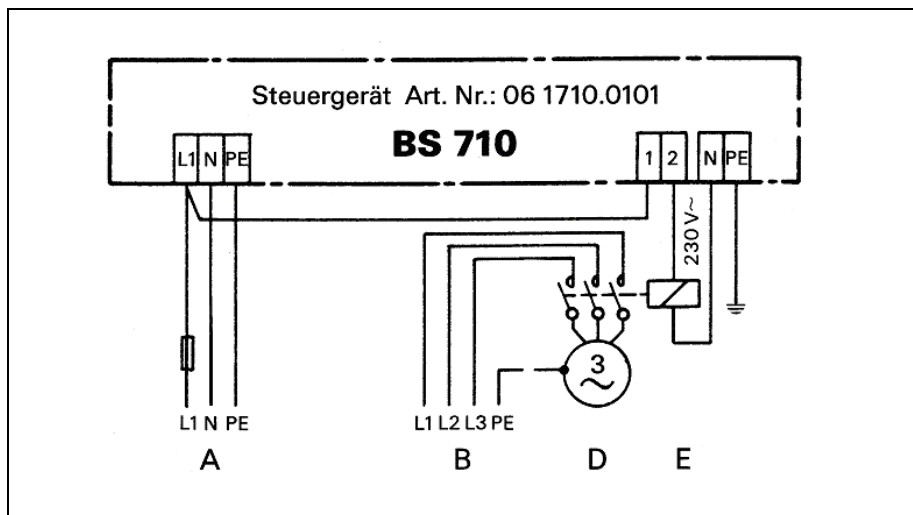 Steuergerät Art. Nr.: 06 1710.0101
BS 710
L1 N PE
1 2 N PE
230 V~
3
~
L1 N PE
L1 L2 L3 PE
A B D E